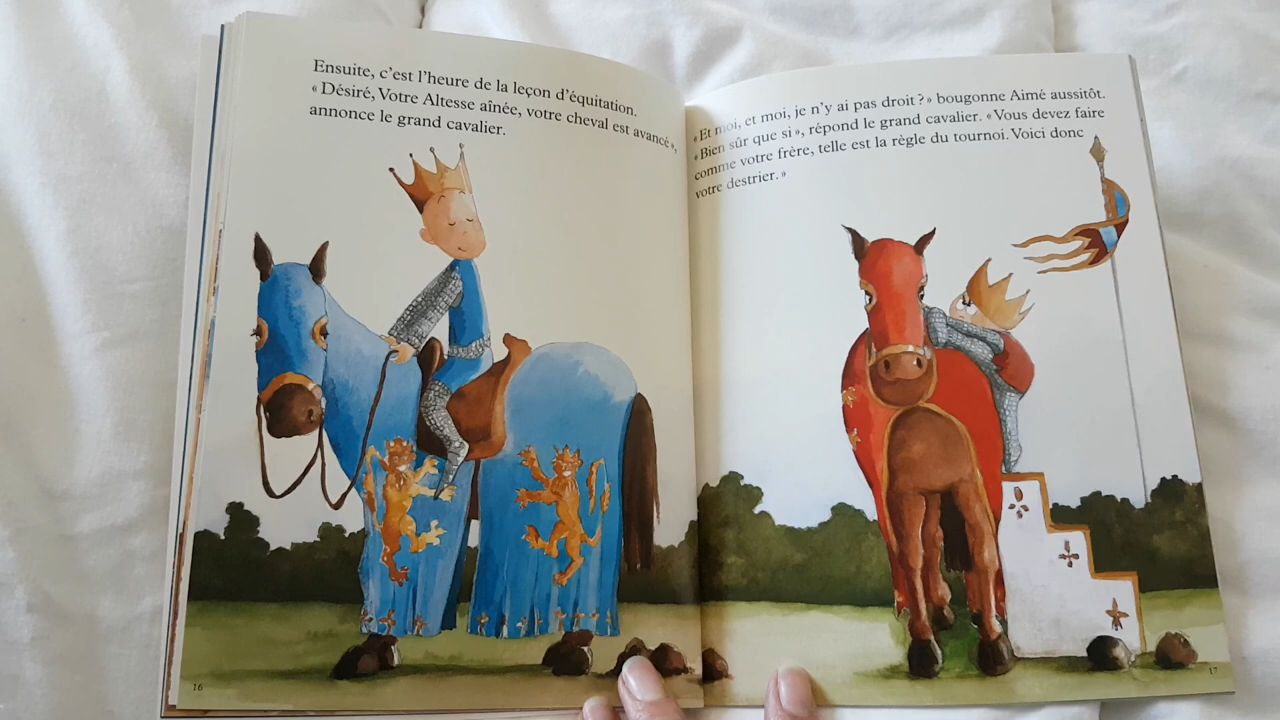 Ensuite, c'est l'heure de la leçon d'équitation.
« Désiré, Votre Altesse aînée, votre cheval est avancé »,
annonce le grand cavalier.
16
« Et moi, et moi, je n'y ai pas droit ? » bougonne Aimé aussitôt.
« Bien sûr que si », répond le grand cavalier. « Vous devez faire
comme votre frère, telle est la règle du tournoi. Voici donc
votre destrier. »
17